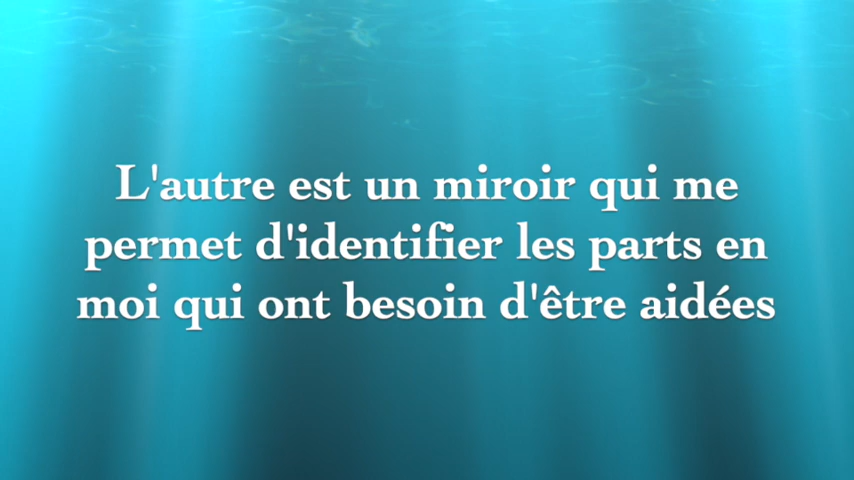 L'autre est un miroir qui me
permet d'identifier les parts en
moi qui ont besoin d'être aidées